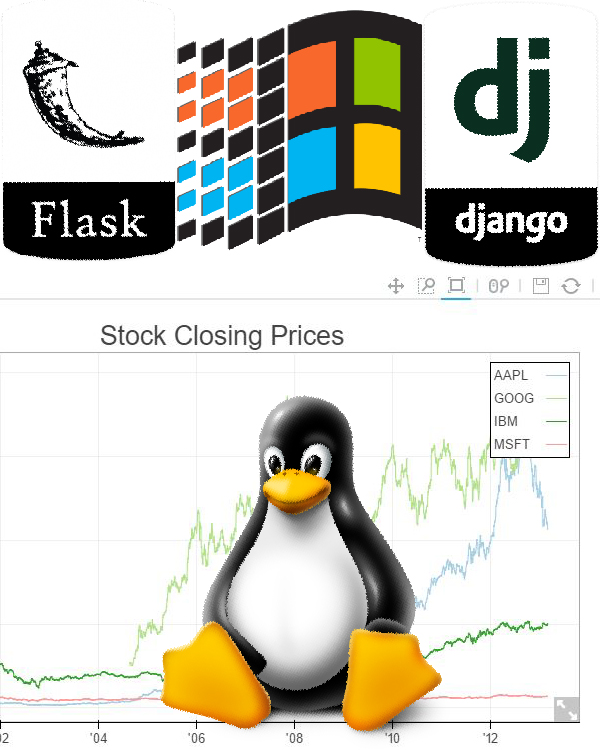 Flask
dj
django
Stock Closing Prices
AAPL
GOOG
IBM
MSFT
'04
'06
'08
'10
'12